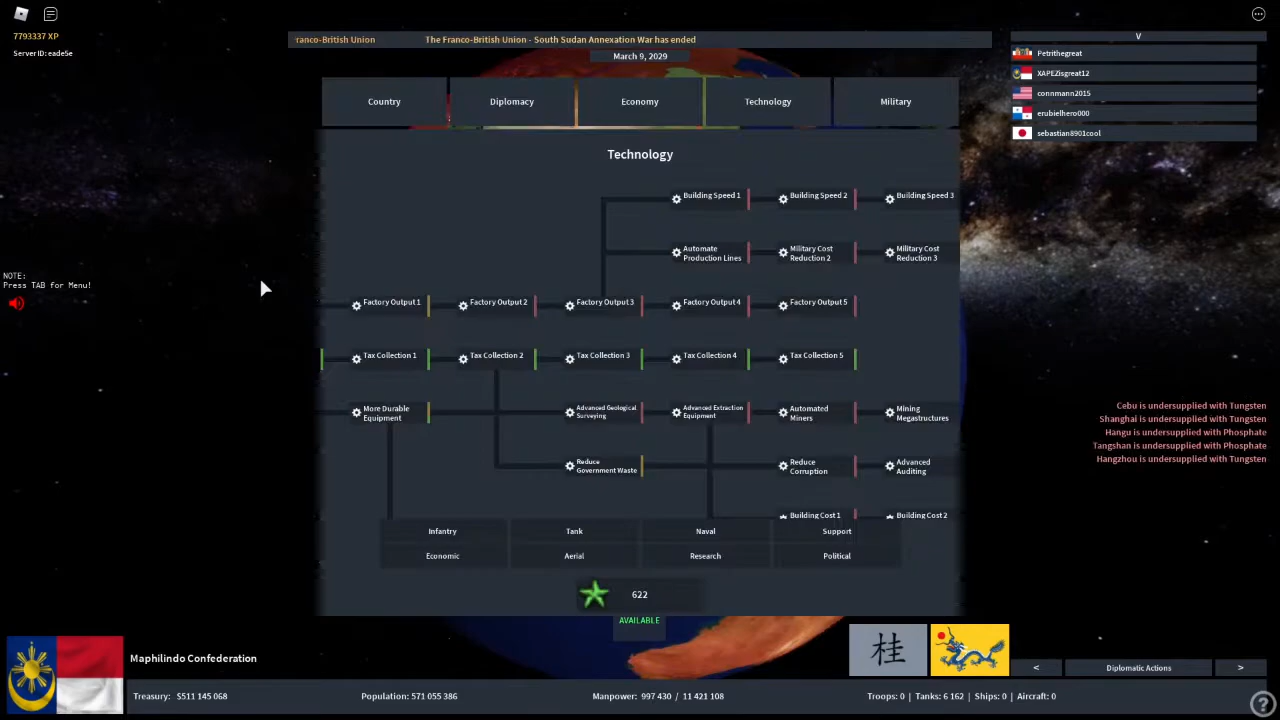 7793337 XP
Server ID: eade5e
ranco-British Union
The Franco-British Union - South Sudan Annexation War has ended
March 9, 2029
V
Petrithegreat
XAPEZisgreat12
connmann2015
erubielhero000
sebastian8901cool
Country
Diplomacy
Economy
Technology
Military
Technology
Building Speed 1
Building Speed 2
Building Speed 3
Automate
Production Lines
Military Cost
Reduction 2
Military Cost
Reduction 3
NOTE:
Press TAB for Menu!
Factory Output 1
Factory Output 2
Factory Output 3
Factory Output 4
Factory Output 5
Tax Collection 1
Tax Collection 2
Tax Collection 3
Tax Collection 4
Tax Collection 5
More Durable
Equipment
Advanced Geological
Surveying
Advanced Extraction
Equipment
Automated
Miners
Mining
Megastructures
Reduce
Government Waste
Reduce
Corruption
Advanced
Auditing
Building Cost 1
Building Cost 2
Cebu is undersupplied with Tungsten
Shanghai is undersupplied with Tungsten
Hangu is undersupplied with Phosphate
Tangshan is undersupplied with Phosphate
Hangzhou is undersupplied with Tungsten
Infantry
Tank
Naval
Support
Economic
Aerial
Research
Political
622
AVAILABLE
Maphilindo Confederation
桂
<
Diplomatic Actions
>
Treasury: $511 145 068
Population: 571 055 386
Manpower: 997 430 / 11 421 108
Troops: 0 | Tanks: 6 162 | Ships: 0 | Aircraft: 0
?